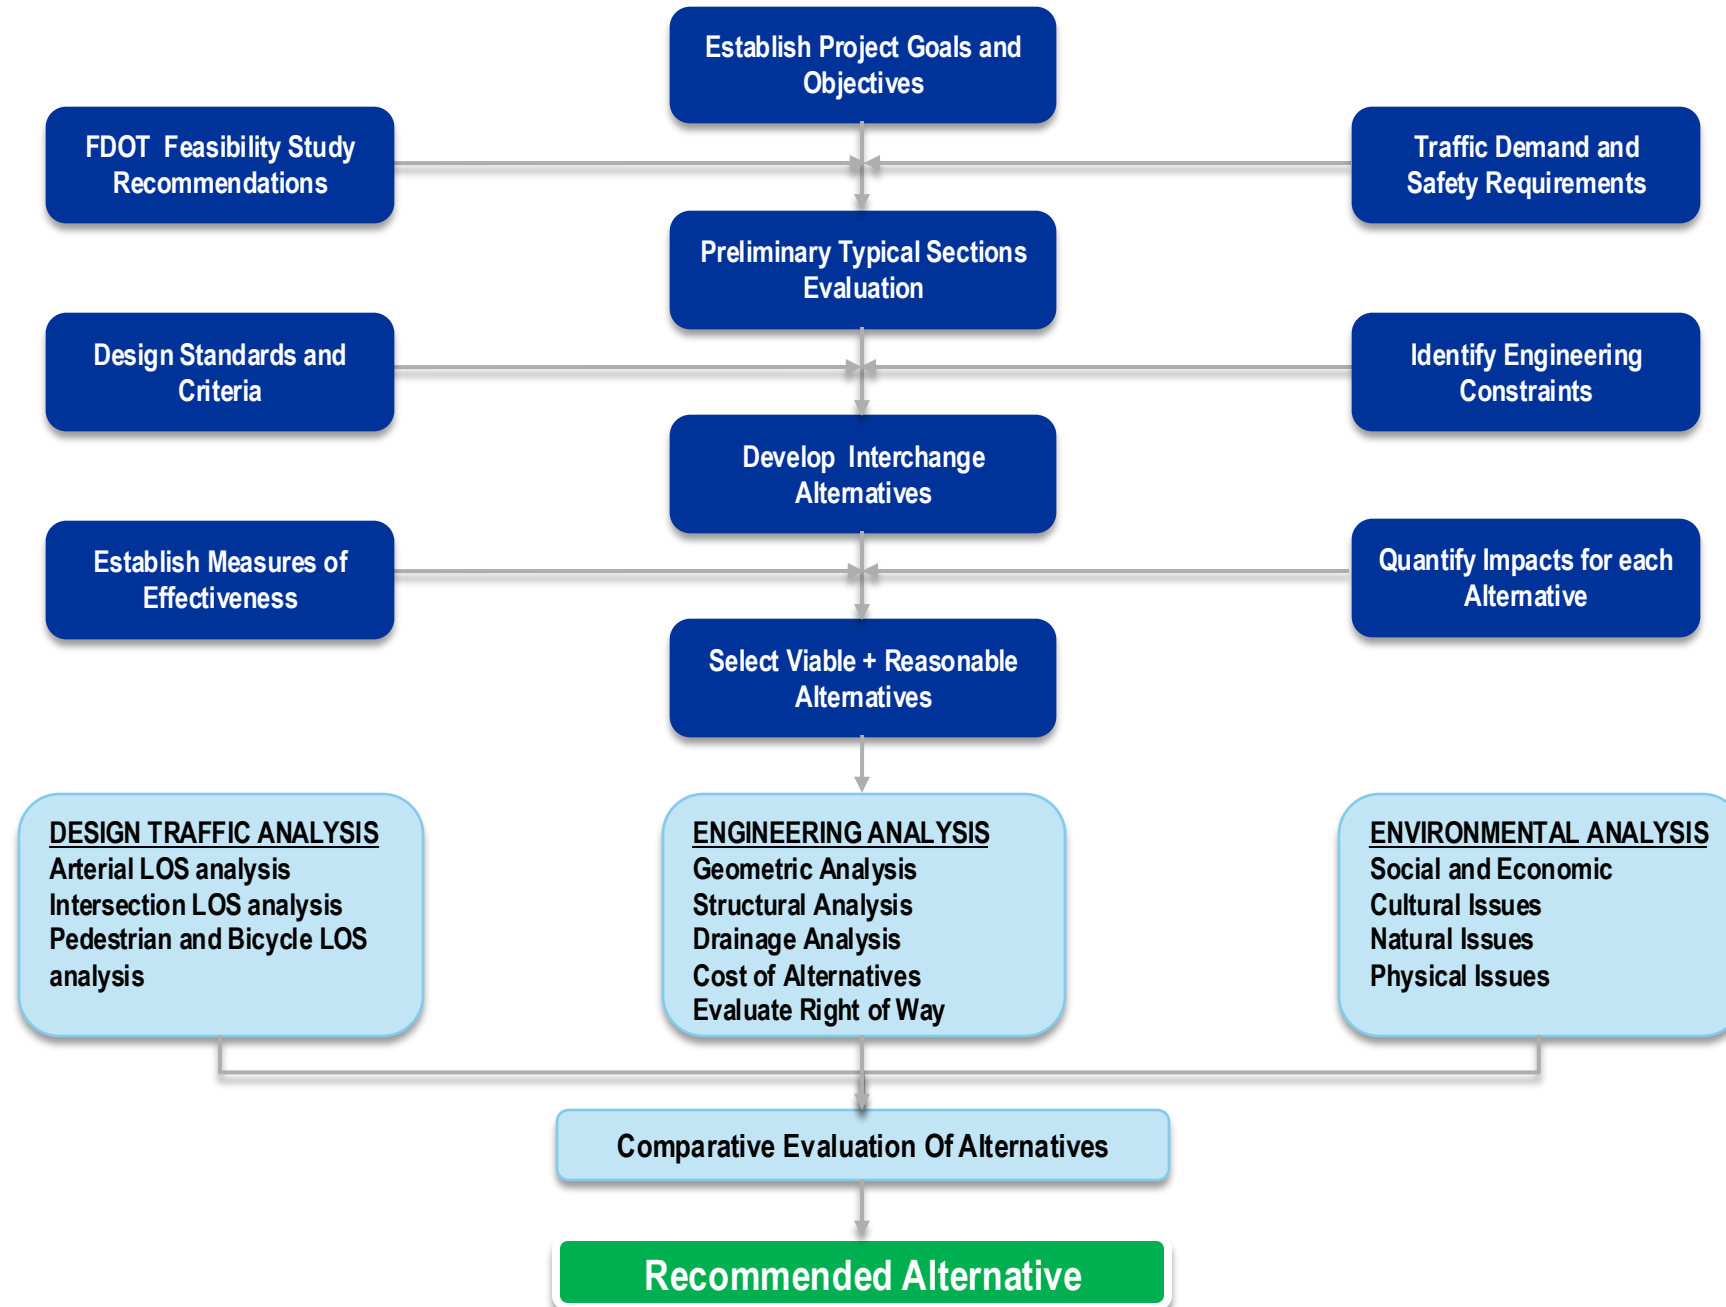 Establish Project Goals and
Objectives
FDOT Feasibility Study
Recommendations
Traffic Demand and
Safety Requirements
Preliminary Typical Sections
Evaluation
Design Standards and
Criteria
Identify Engineering
Constraints
Develop Interchange
Alternatives
Establish Measures of
Effectiveness
Quantify Impacts for each
Alternative
Select Viable + Reasonable
Alternatives
DESIGN TRAFFIC ANALYSIS
Arterial LOS analysis
Intersection LOS analysis
Pedestrian and Bicycle LOS
analysis
ENGINEERING ANALYSIS
Geometric Analysis
Structural Analysis
Drainage Analysis
Cost of Alternatives
Evaluate Right of Way
ENVIRONMENTAL ANALYSIS
Social and Economic
Cultural Issues
Natural Issues
Physical Issues
Comparative Evaluation Of Alternatives
Recommended Alternative